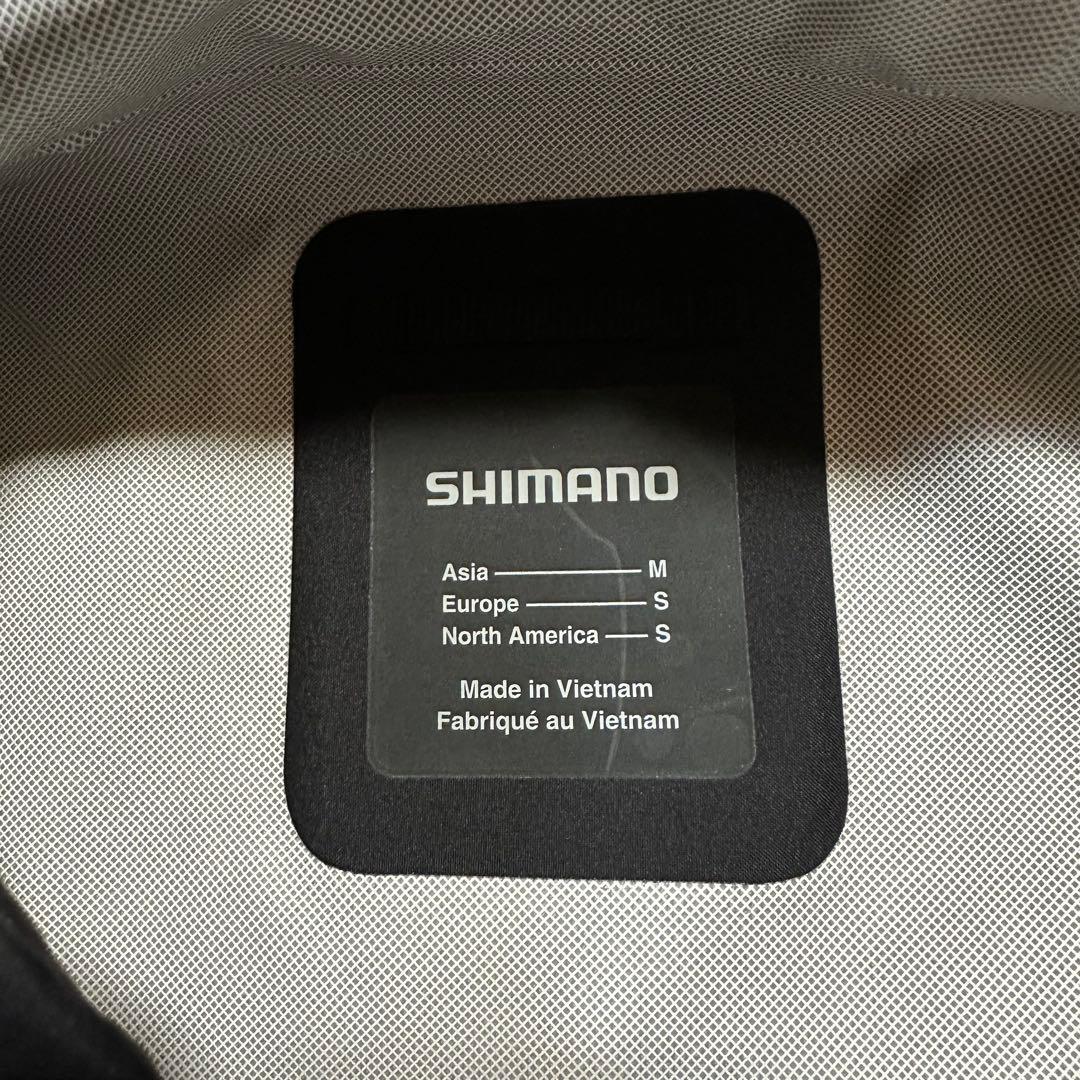 SHIMANO
Asia M
Europe S
North America S
Made in Vietnam
Fabriqué au Vietnam